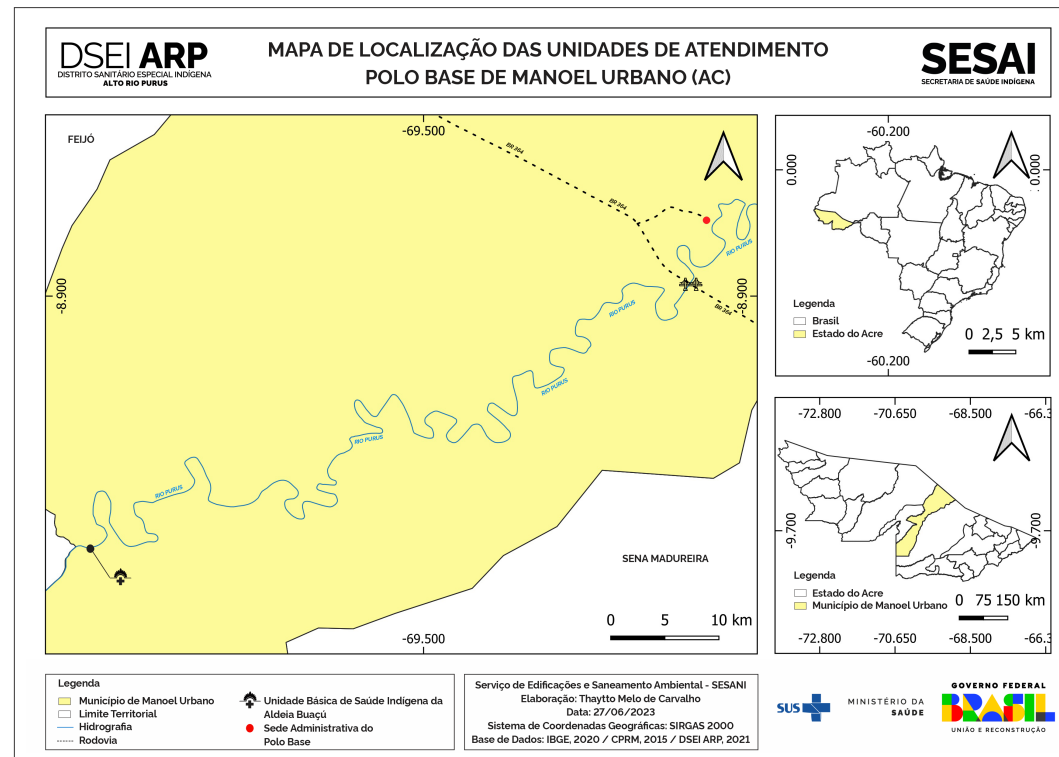 DSEI ARP
DISTRITO SANITÁRIO ESPECIAL INDÍGENA
ALTO RIO PURUS
MAPA DE LOCALIZAÇÃO DAS UNIDADES DE ATENDIMENTO
POLO BASE DE MANOEL URBANO (AC)
SESAI
SECRETARIA DE SAÚDE INDÍGENA
FEIJÓ
-69.500
BR 364
BR 364
RIO PURUS
-8.900
-8.900
BR 364
RIO PURUS
RIO PURUS
RIO PURUS
RIO PURUS
SENA MADUREIRA
0 5 10 km
-69.500
-60.200
0.000
0.000
Legenda
Brasil
Estado do Acre
0 2,5 5 km
-60.200
-72.800 -70.650 -68.500 -66.3
-9.700
-9.700
Legenda
Estado do Acre
Município de Manoel Urbano
0 75 150 km
-72.800 -70.650 -68.500 -66.3
Legenda
Município de Manoel Urbano
Limite Territorial
Hidrografia
Rodovia
Unidade Básica de Saúde Indígena da
Aldeia Buaçú
Sede Administrativa do
Polo Base
Serviço de Edificações e Saneamento Ambiental - SESANI
Elaboração: Thaytto Melo de Carvalho
Data: 27/06/2023
Sistema de Coordenadas Geográficas: SIRGAS 2000
Base de Dados: IBGE, 2020 / CPRM, 2015 / DSEI ARP, 2021
SUS
MINISTÉRIO DA
SAÚDE
GOVERNO FEDERAL
BRASIL
UNIÃO E RECONSTRUÇÃO